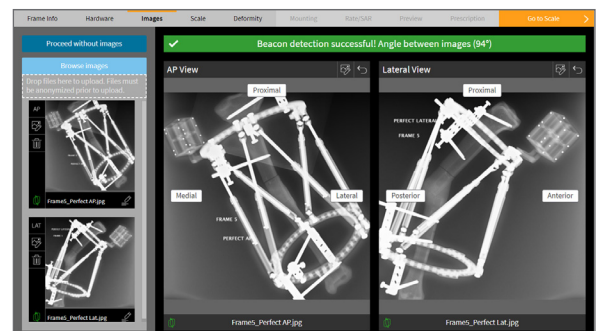 Frame Info
Hardware
Images
Scale
Deformity
Mounting
Rate/SAR
Preview
Prescription
Go to Scale
Proceed without images
Browse images
Drop files here to upload. Files must
be anonymized prior to upload.
AP
Frame5_Perfect AP.jpg
LAT
Frame5_Perfect Lat.jpg
Beacon detection successful! Angle between images (94°)
AP View
Proximal
Medial
Lateral
FRAME 5
PERFECT AP
Frame5_Perfect AP.jpg
Lateral View
Proximal
PERFECT LATERAL
FRAME 5
Posterior
Anterior
Frame5_Perfect Lat.jpg